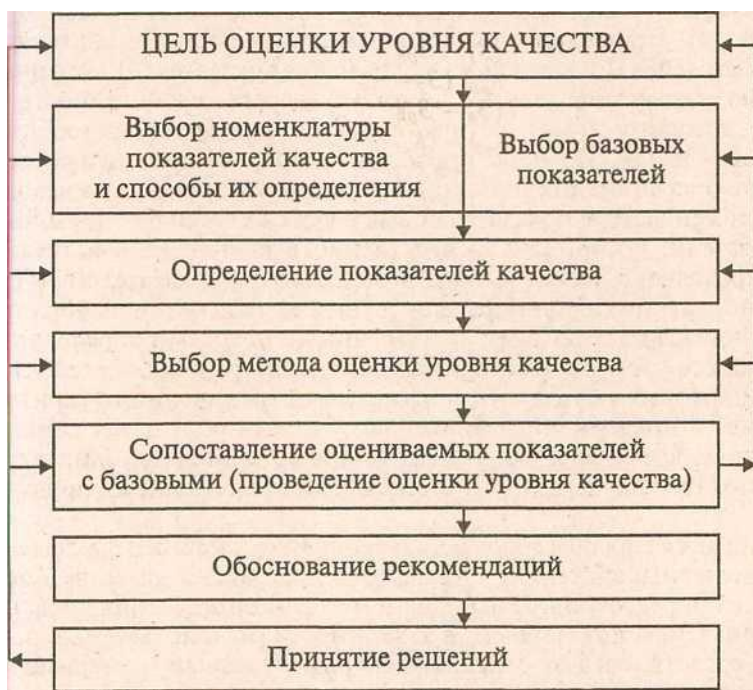 ЦЕЛЬ ОЦЕНКИ УРОВНЯ КАЧЕСТВА
Выбор номенклатуры
показателей качества
и способы их определения
Выбор базовых
показателей
Определение показателей качества
Выбор метода оценки уровня качества
Сопоставление оцениваемых показателей
с базовыми (проведение оценки уровня качества)
Обоснование рекомендаций
Принятие решений